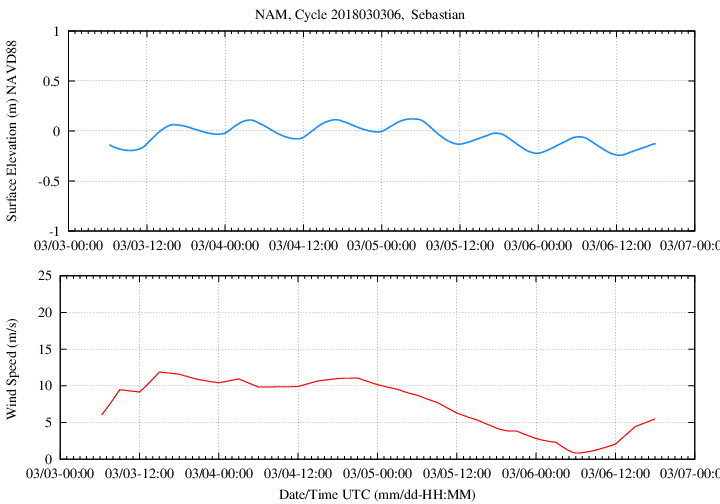 NAM, Cycle 2018030306,  Sebastian
1
0.5
0
-0.5
-1
Surface Elevation (m) NAVD88
03/03-00:00 03/03-12:00 03/04-00:00 03/04-12:00 03/05-00:00 03/05-12:00 03/06-00:00 03/06-12:00 03/07-00:0
25
20
15
10
5
0
Wind Speed (m/s)
03/03-00:00 03/03-12:00 03/04-00:00 03/04-12:00 03/05-00:00 03/05-12:00 03/06-00:00 03/06-12:00 03/07-00:0
Date/Time UTC (mm/dd-HH:MM)